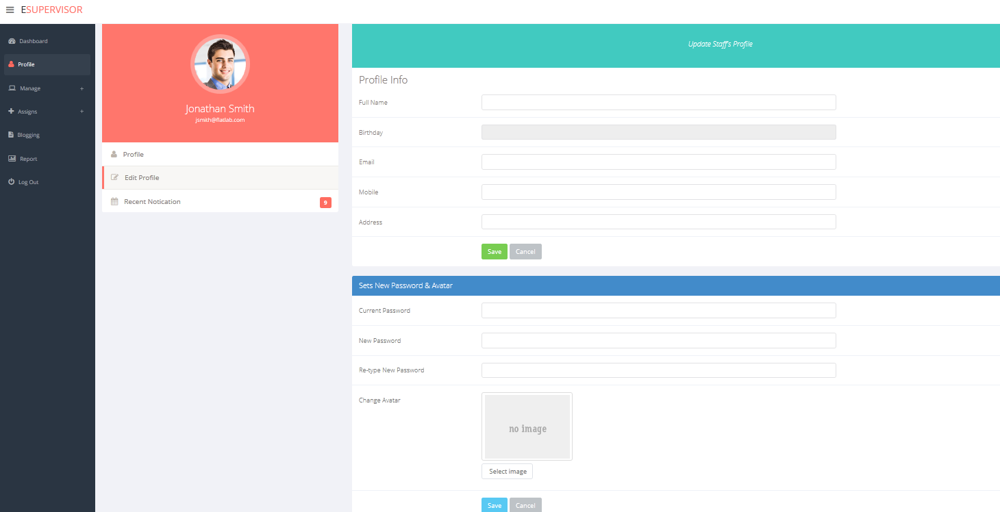 ESUPERVISOR
Dashboard
Profile
Manage +
Assigns +
Blogging
Report
Log Out
Jonathan Smith
jsmith@flatlab.com
Profile
Edit Profile
Recent Notication 9
Update Staff's Profile
Profile Info
Full Name
Birthday
Email
Mobile
Address
Save Cancel
Sets New Password & Avatar
Current Password
New Password
Re-type New Password
Change Avatar
no image
Select image
Save Cancel